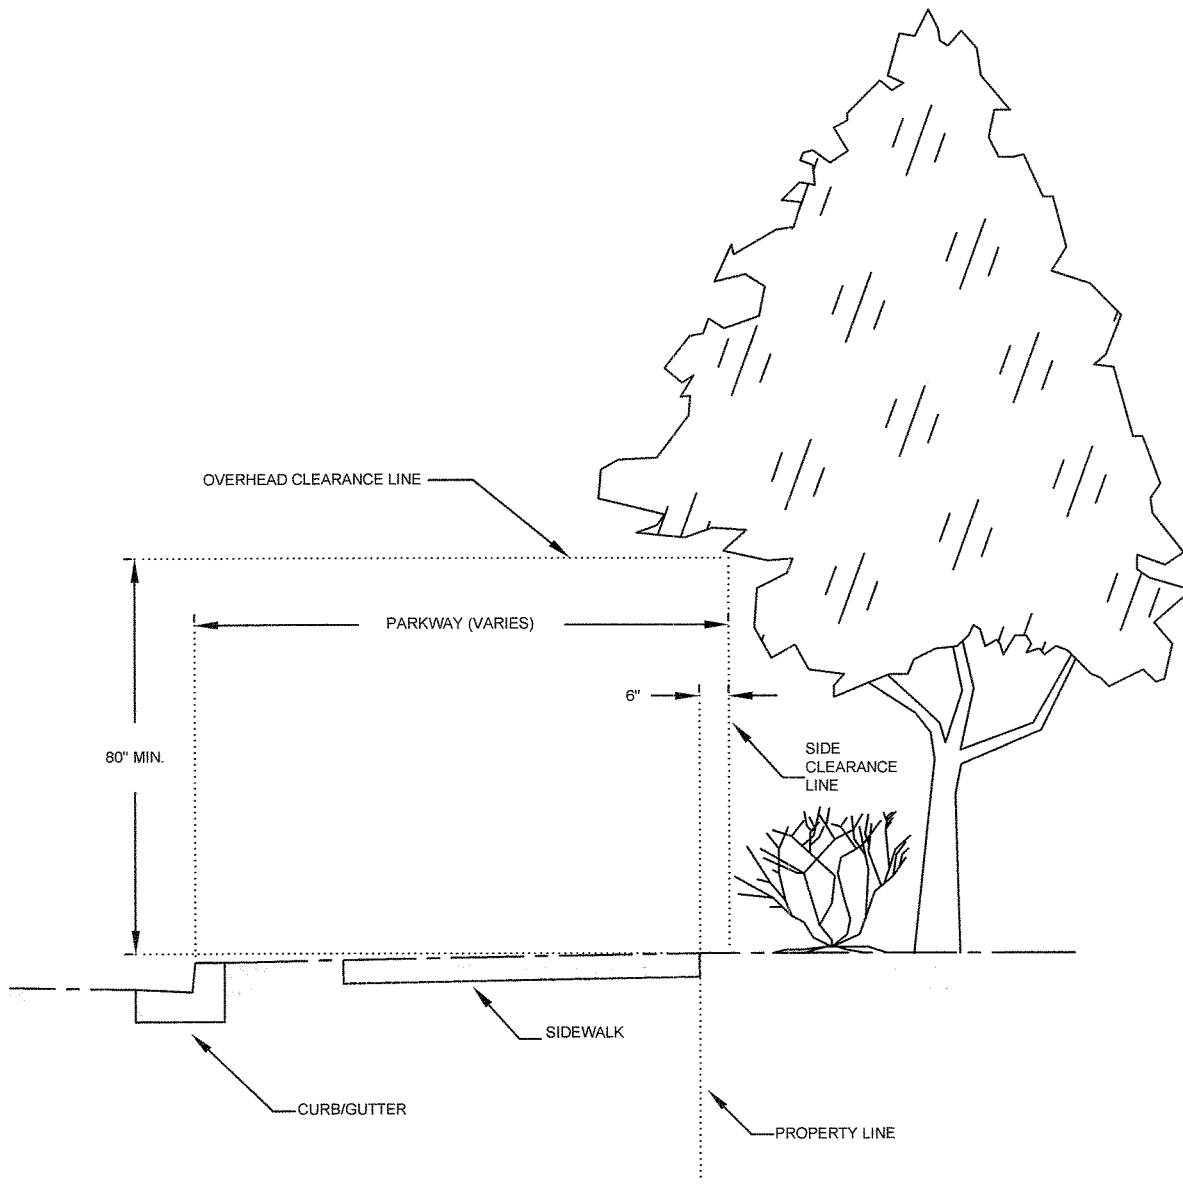 OVERHEAD CLEARANCE LINE
PARKWAY (VARIES)
6"
80" MIN.
SIDE
CLEARANCE
LINE
SIDEWALK
CURB/GUTTER
PROPERTY LINE